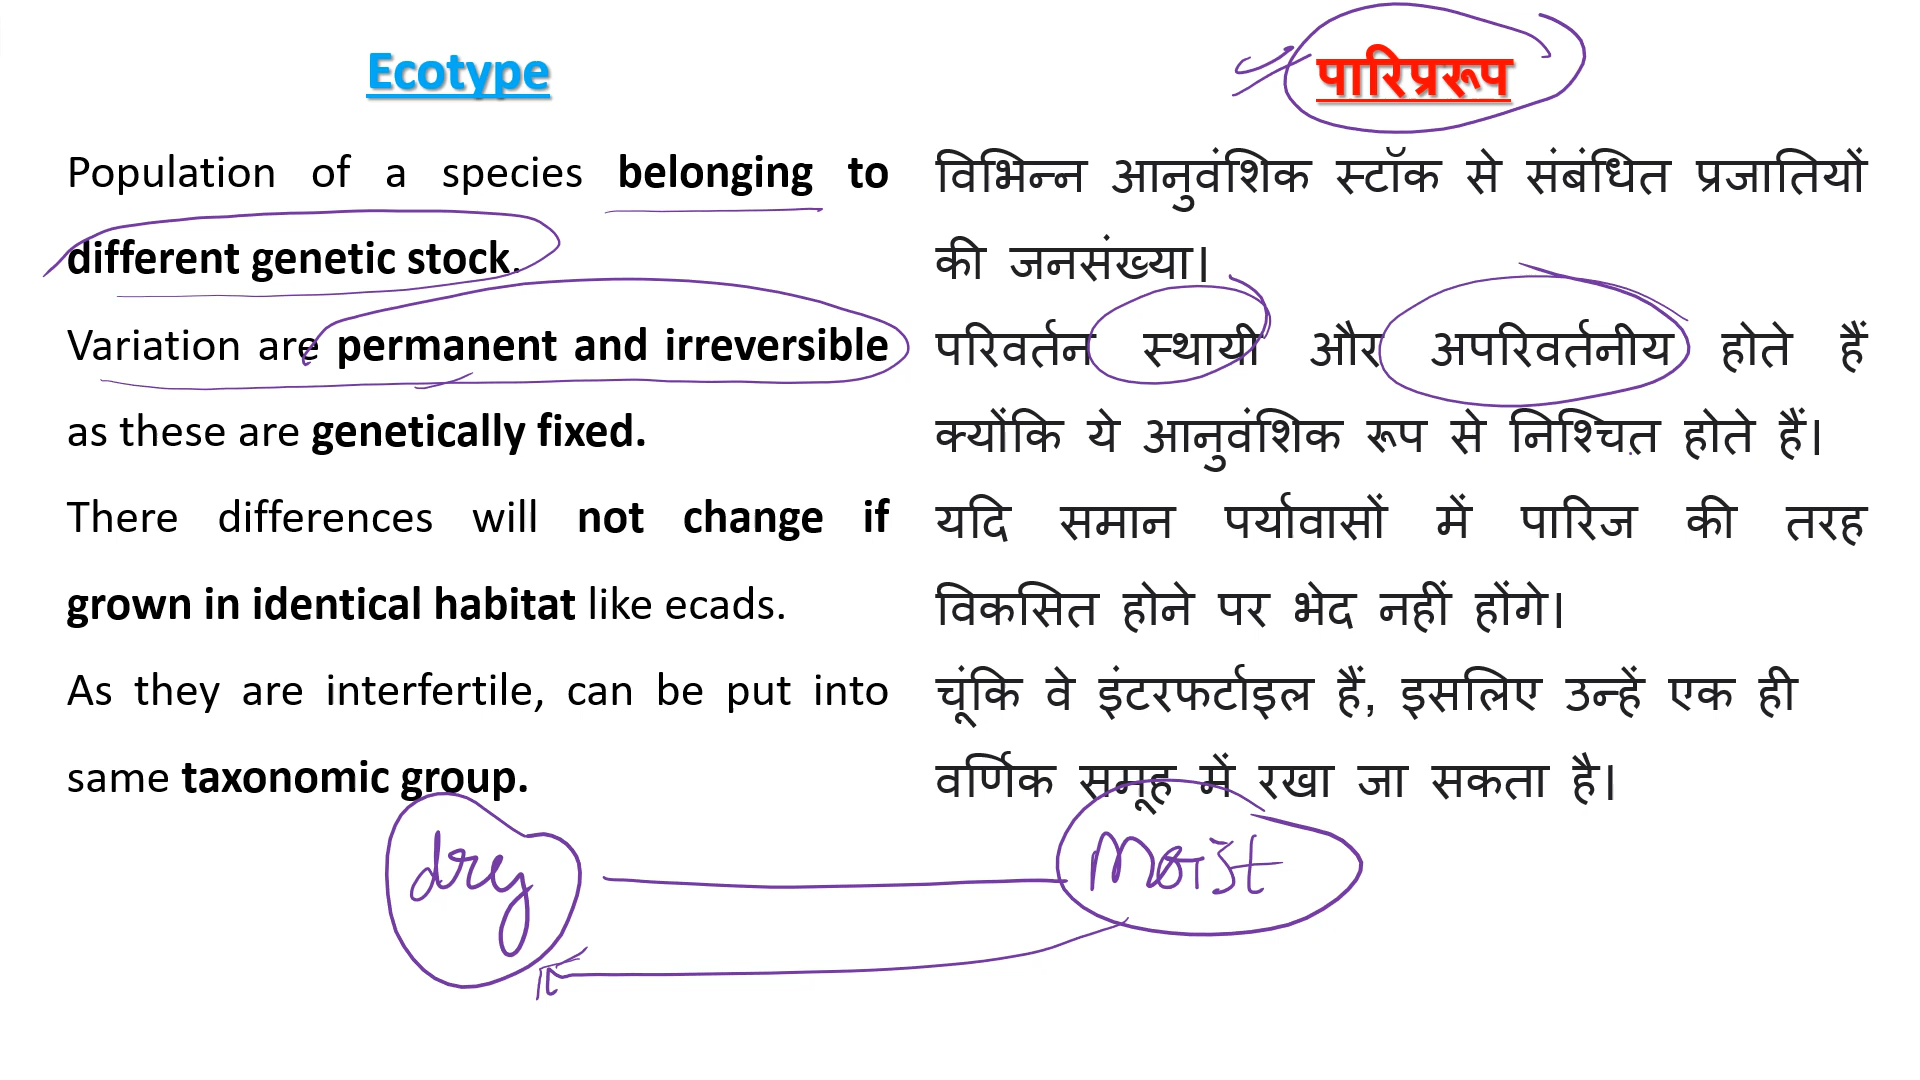 Ecotype
Population of a species belonging to
different genetic stock.
Variation are permanent and irreversible
as these are genetically fixed.
There differences will not change if
grown in identical habitat like ecads.
As they are interfertile, can be put into
same taxonomic group.
पारिप्ररूप
विभिन्न आनुवंशिक स्टॉक से संबंधित प्रजातियों
की जनसंख्या।
परिवर्तन स्थायी और अपरिवर्तनीय होते हैं
क्योंकि ये आनुवंशिक रूप से निश्चित होते हैं।
यदि समान पर्यावासों में पारिज की तरह
विकसित होने पर भेद नहीं होंगे।
चूंकि वे इंटरफर्टाइल हैं, इसलिए उन्हें एक ही
वर्णिक समूह में रखा जा सकता है।
dry
Moist